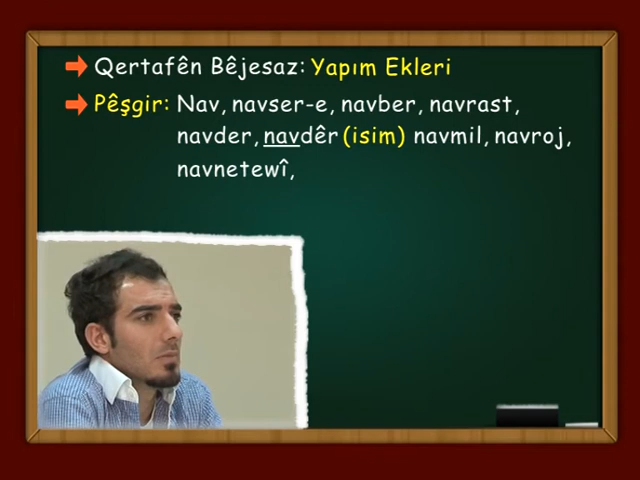 Qertafên Bêjesaz: Yapım Ekleri
Pêşgir: Nav, navser-e, navber, navrast,
navder, navdêr (isim) navmil, navroj,
navnetewî,